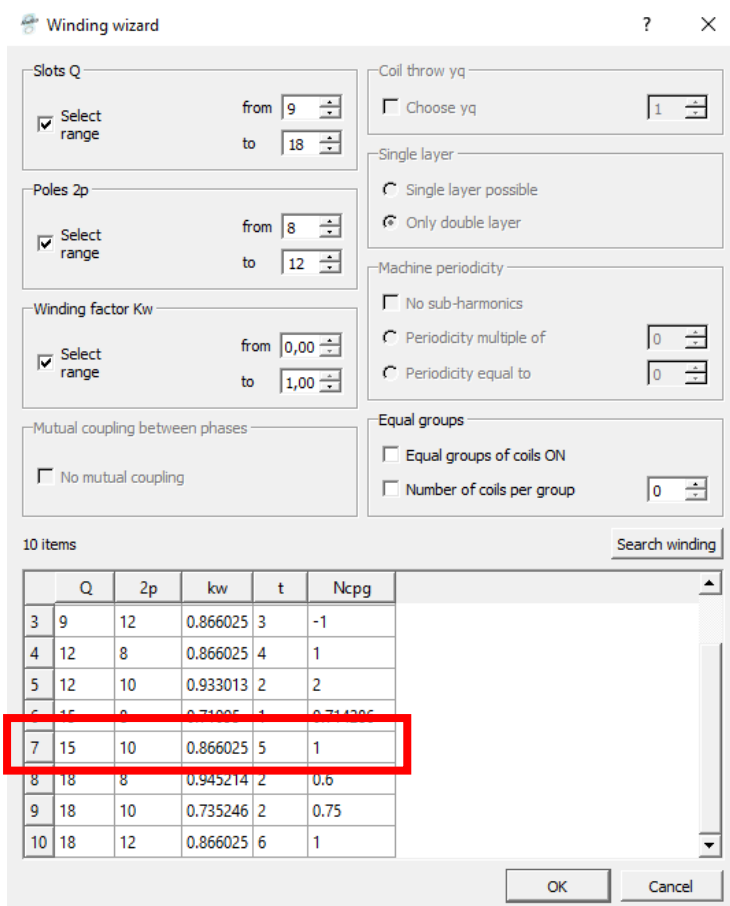 Winding wizard
? X
Slots Q
Select range
from 9
to 18
Poles 2p
Select range
from 8
to 12
Winding factor Kw
Select range
from 0,00
to 1,00
Mutual coupling between phases
No mutual coupling
Coil throw yq
Choose yq 1
Single layer
Single layer possible
Only double layer
Machine periodicity
No sub-harmonics
Periodicity multiple of 0
Periodicity equal to 0
Equal groups
Equal groups of coils ON
Number of coils per group 0
10 items
Search winding
Q 2p kw t Ncpg
3 9 12 0.866025 3 -1
4 12 8 0.866025 4 1
5 12 10 0.933013 2 2
7 15 10 0.866025 5 1
8 18 8 0.945214 2 0.6
9 18 10 0.735246 2 0.75
10 18 12 0.866025 6 1
OK Cancel